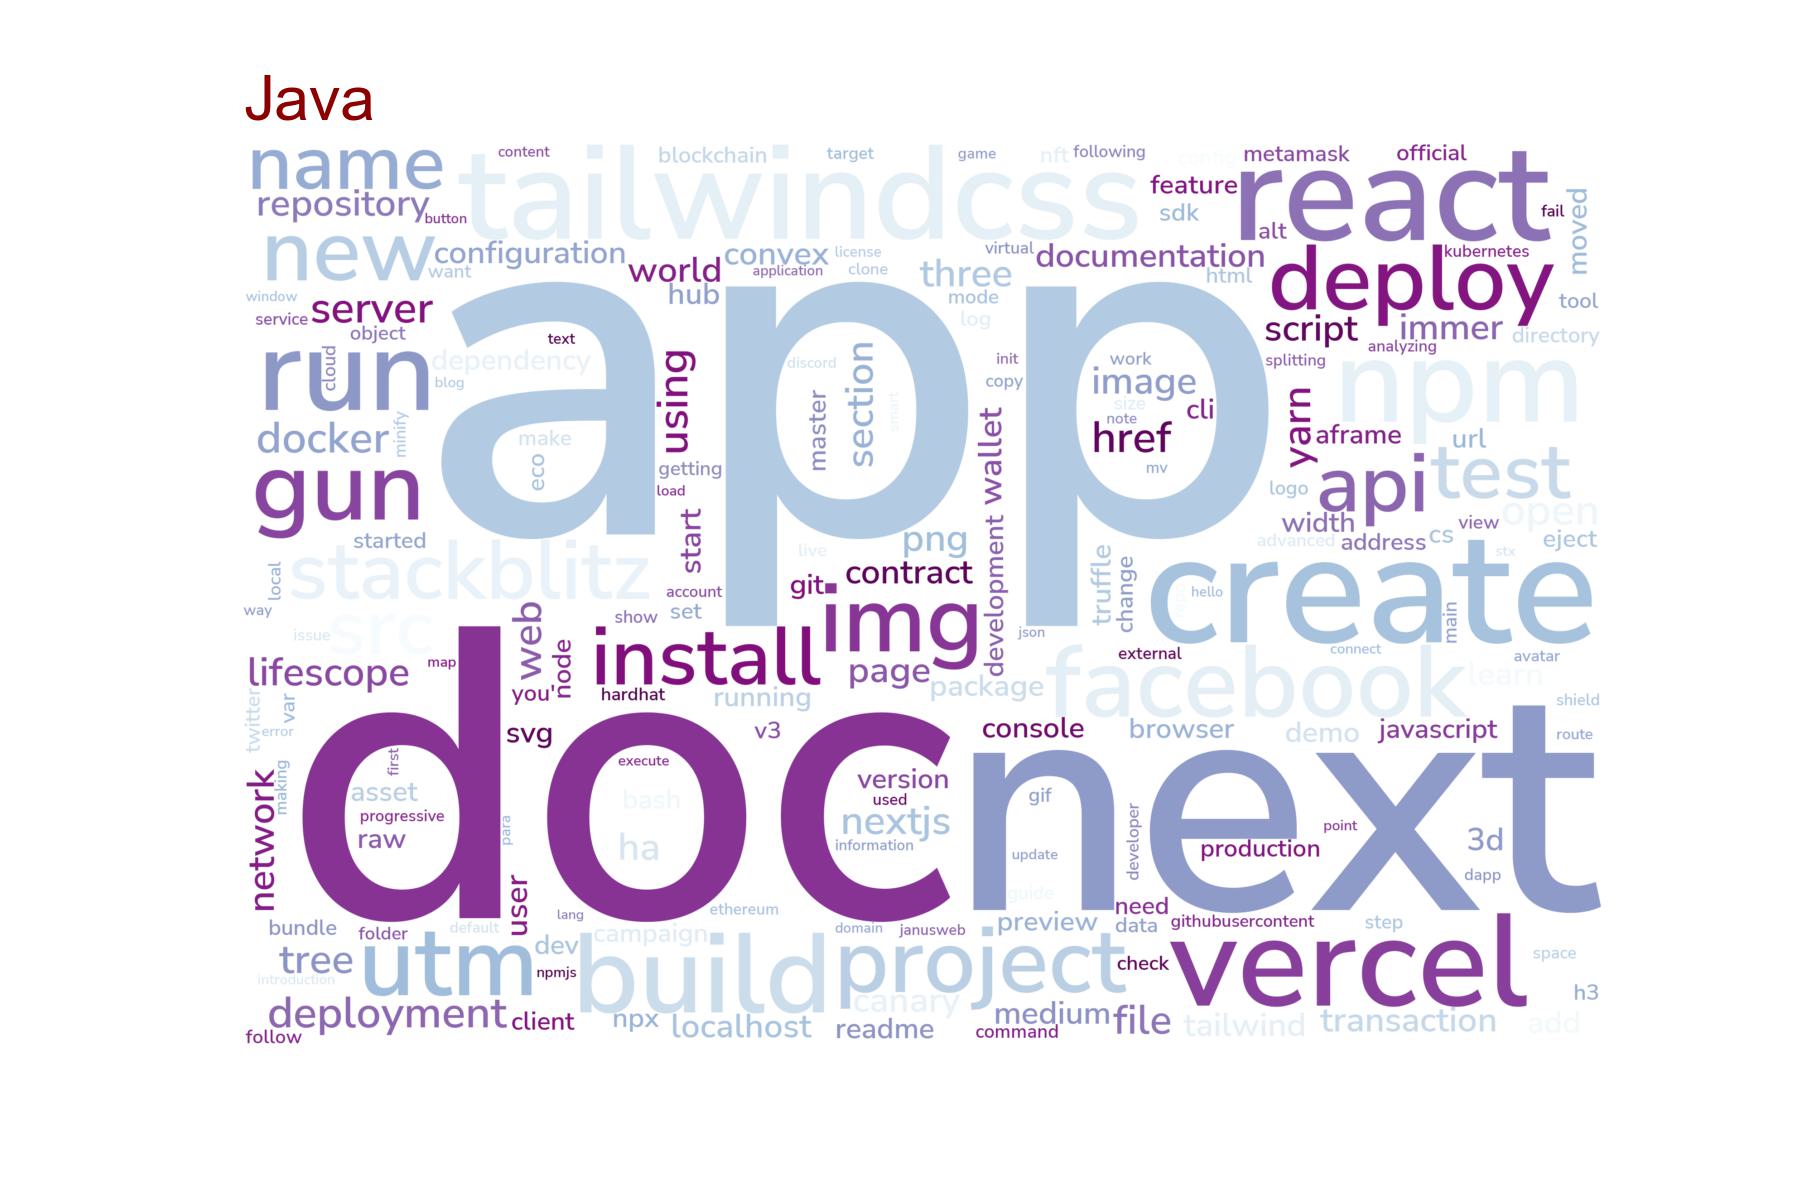 Java
name
tailwindcss
content
blockchain
target
game
nft
following
config
metamask
official
react
repository
button
feature
sdk
alt
fail
moved
new
configuration
want
world
convex
license
application
clone
hub
virtual
three
mode
log
documentation
html
deploy
kubernetes
window
service
server
object
app
text
tool
script
immer
directory
analyzing
splitting
run
cloud
dependency
blog
using
discord
master
section
smart
init
copy
work
image
size
note
cli
href
mv
yarn
npm
docker
minify
make
eco
getting
load
wallet
aframe
url
gun
logo
api
test
width
open
started
start
png
live
advanced
address
cs
view
stx
eject
local
stackblitz
way
account
set
show
git
contract
img
development
json
truffle
change
create
hello
main
src
issue
lifescope
map
web
node
you'
install
hardhat
running
page
package
facebook
external
connect
avatar
learn
twitter
var
error
doc
svg
v3
console
browser
demo
javascript
shield
route
next
network
making
first
asset
progressive
raw
para
execute
bash
ha
version
used
nextjs
information
gif
update
guide
developer
production
point
3d
dapp
user
lang
ethereum
bundle
folder
default
tree
utm
dev
npmjs
introduction
campaign
build
domain
janusweb
project
canary
preview
need
data
check
githubusercontent
step
vercel
space
h3
deployment
client
npx
localhost
readme
medium
command
file
tailwind
transaction
add
follow